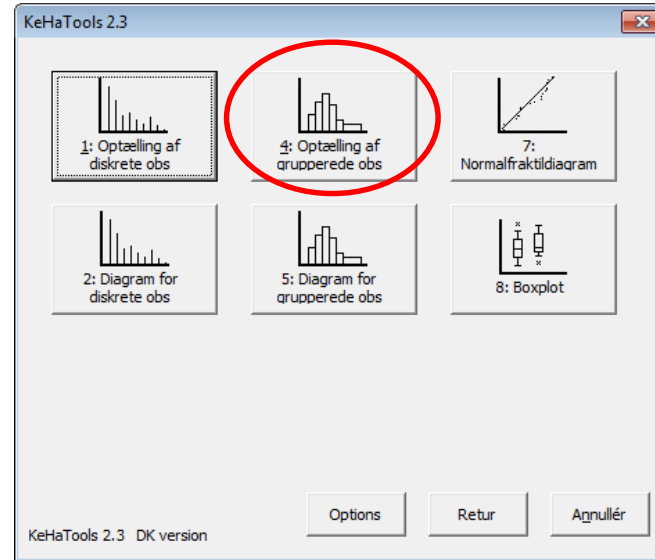 KeHaTools 2.3
1: Optælling af
diskrete obs
4: Optælling af
grupperede obs
7:
Normalfraktildiagram
2: Diagram for
diskrete obs
5: Diagram for
grupperede obs
8: Boxplot
Options
Retur
Annullér
KeHaTools 2.3 DK version